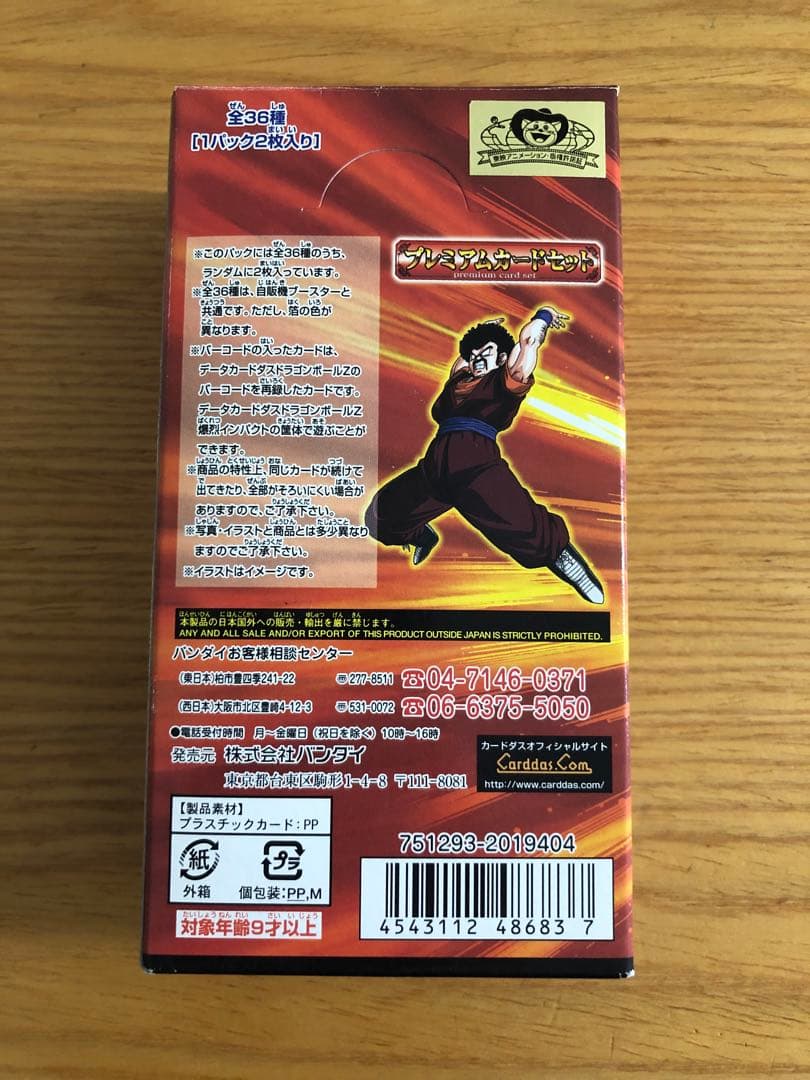 全36種
[1パック2枚入り]
東映アニメーション・版権許諾証
プレミアムカードセット
premium card set
※このパックには全36種のうち、
ランダムに2枚入っています。
※全36種は、自販機ブースターと
共通です。ただし、箔の色が
異なります。
※バーコードの入ったカードは、
データカードダスドラゴンボールZの
バーコードを再録したカードです。
データカードダスドラゴンボールZ
爆烈インパクトの筐体で遊ぶことが
できます。
※商品の特性上、同じカードが続けて
出てきたり、全部がそろいにくい場合が
ありますので、ご了承下さい。
※写真・イラストと商品とは多少異なり
ますのでご了承下さい。
※イラストはイメージです。
本製品の日本国外への販売・輸出を厳に禁じます。
ANY AND ALL SALE AND/OR EXPORT OF THIS PRODUCT OUTSIDE JAPAN IS STRICTLY PROHIBITED.
バンダイお客様相談センター
(東日本)柏市豊四季241-22 〠277-8511 ☎04-7146-0371
(西日本)大阪市北区豊崎4-12-3 〠531-0072 ☎06-6375-5050
●電話受付時間 月〜金曜日(祝日を除く)10時〜16時
発売元 株式会社バンダイ
東京都台東区駒形1-4-8 〒111-8081
カードダスオフィシャルサイト
Carddas.Com
http://www.carddas.com/
【製品素材】
プラスチックカード:PP
紙
外箱
プラ
個包装:PP,M
対象年齢9才以上
751293-2019404
4543112 486837